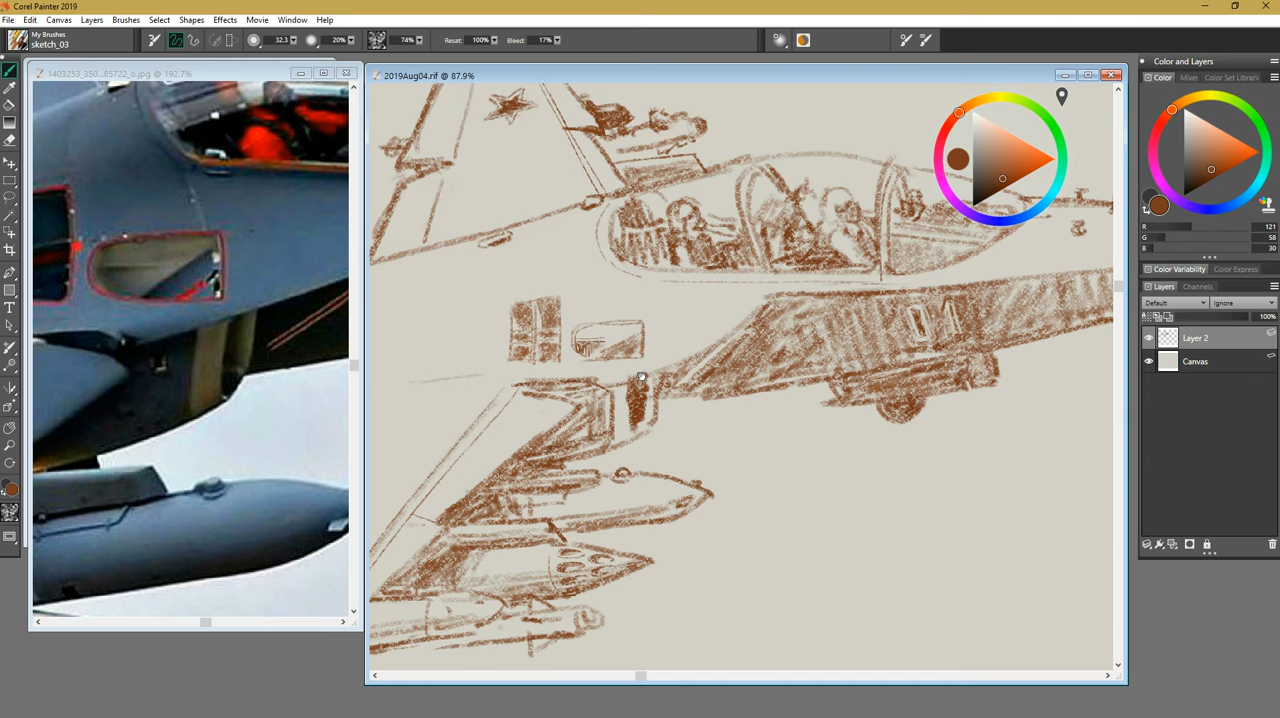 Corel Painter 2019
File Edit Canvas Layers Brushes Select Shapes Effects Movie Window Help
My Brushes
sketch_03
32.3 20% 74% Resat: 100% Bleed: 17%
1403253_350...85722_o.jpg @ 192.7%
2019Aug04.rif @ 87.9%
Color and Layers
Color Mixer Color Set Librari
R 121
G 58
B 30
Color Variability Color Express
Layers Channels
Default Ignore
100%
Layer 2
Canvas